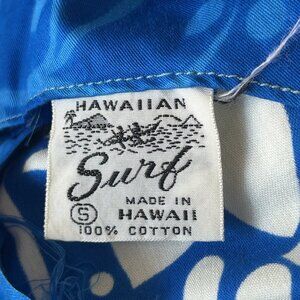 HAWAIIAN
Surf
S
MADE IN
HAWAII
100% COTTON